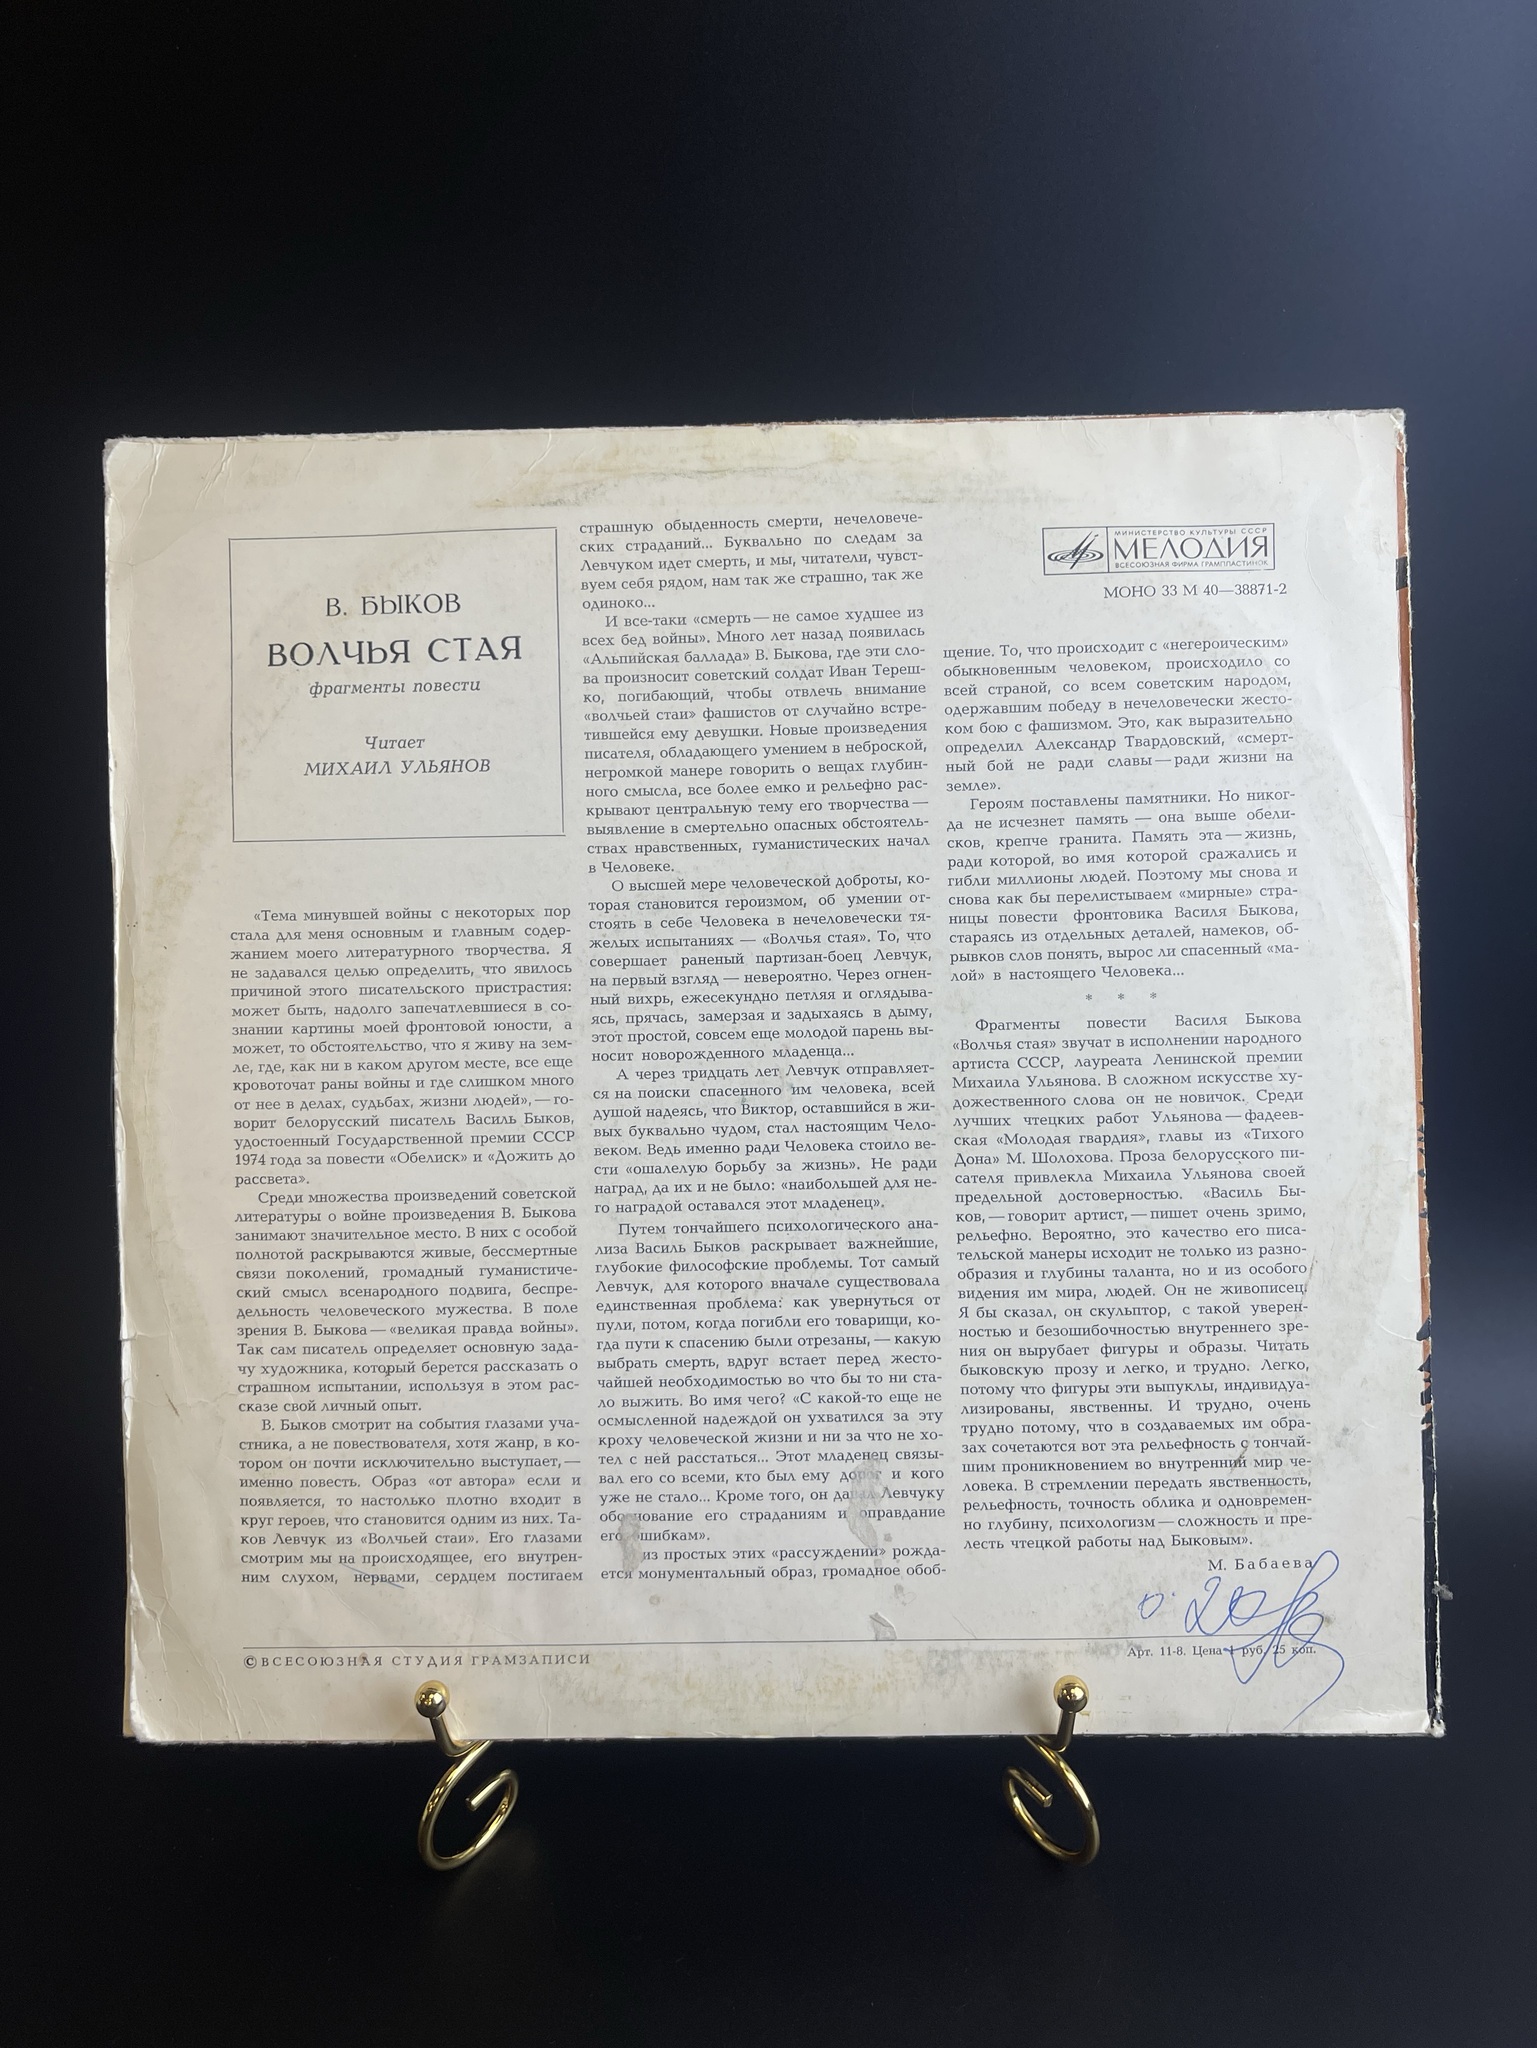 В. БЫКОВ
ВОЛЧЬЯ СТАЯ
фрагменты повести
Читает
МИХАИЛ УЛЬЯНОВ
«Тема минувшей войны с некоторых пор
стала для меня основным и главным содер-
жанием моего литературного творчества. Я
не задавался целью определить, что явилось
причиной этого писательского пристрастия:
может быть, надолго запечатлевшиеся в со-
знании картины моей фронтовой юности, а
может, то обстоятельство, что я живу на зем-
ле, где, как ни в каком другом месте, все еще
кровоточат раны войны и где слишком много
от нее в делах, судьбах, жизни людей», — го-
ворит белорусский писатель Василь Быков,
удостоенный Государственной премии СССР
1974 года за повести «Обелиск» и «Дожить до
рассвета».
Среди множества произведений советской
литературы о войне произведения В. Быкова
занимают значительное место. В них с особой
полнотой раскрываются живые, бессмертные
связи поколений, громадный гуманистиче-
ский смысл всенародного подвига, беспре-
дельность человеческого мужества. В поле
зрения В. Быкова — «великая правда войны».
Так сам писатель определяет основную зада-
чу художника, который берется рассказать о
страшном испытании, используя в этом рас-
сказе свой личный опыт.
В. Быков смотрит на события глазами уча-
стника, а не повествователя, хотя жанр, в ко-
тором он почти исключительно выступает, —
именно повесть. Образ «от автора» если и
появляется, то настолько плотно входит в
круг героев, что становится одним из них. Та-
ков Левчук из «Волчьей стаи». Его глазами
смотрим мы на происходящее, его внутрен-
ним слухом, нервами, сердцем постигаем
страшную обыденность смерти, нечеловече-
ских страданий... Буквально по следам за
Левчуком идет смерть, и мы, читатели, чувст-
вуем себя рядом, нам так же страшно, так же
одиноко...
И все-таки «смерть — не самое худшее из
всех бед войны». Много лет назад появилась
«Альпийская баллада» В. Быкова, где эти сло-
ва произносит советский солдат Иван Тереш-
ко, погибающий, чтобы отвлечь внимание
«волчьей стаи» фашистов от случайно встре-
тившейся ему девушки. Новые произведения
писателя, обладающего умением в неброской,
негромкой манере говорить о вещах глубин-
ного смысла, все более емко и рельефно рас-
крывают центральную тему его творчества —
выявление в смертельно опасных обстоятель-
ствах нравственных, гуманистических начал
в Человеке.
О высшей мере человеческой доброты, ко-
торая становится героизмом, об умении от-
стоять в себе Человека в нечеловечески тя-
желых испытаниях — «Волчья стая». То, что
совершает раненый партизан-боец Левчук,
на первый взгляд — невероятно. Через огнен-
ный вихрь, ежесекундно петляя и оглядыва-
ясь, прячась, замерзая и задыхаясь в дыму,
этот простой, совсем еще молодой парень вы-
носит новорожденного младенца...
А через тридцать лет Левчук отправляет-
ся на поиски спасенного им человека, всей
душой надеясь, что Виктор, оставшийся в жи-
вых буквально чудом, стал настоящим Чело-
веком. Ведь именно ради Человека стоило ве-
сти «ошалелую борьбу за жизнь». Не ради
наград, да их и не было: «наибольшей для не-
го наградой оставался этот младенец».
Путем тончайшего психологического ана-
лиза Василь Быков раскрывает важнейшие,
глубокие философские проблемы. Тот самый
Левчук, для которого вначале существовала
единственная проблема: как увернуться от
пули, потом, когда погибли его товарищи, ко-
гда пути к спасению были отрезаны, — какую
выбрать смерть, вдруг встает перед жесто-
чайшей необходимостью во что бы то ни ста-
ло выжить. Во имя чего? «С какой-то еще не
осмысленной надеждой он ухватился за эту
кроху человеческой жизни и ни за что не хо-
тел с ней расстаться... Этот младенец связы-
вал его со всеми, кто был ему дорог и кого
уже не стало... Кроме того, он давал Левчуку
обоснование его страданиям и оправдание
его ошибкам».
из простых этих «рассуждений» рожда-
ется монументальный образ, громадное обоб-
МИНИСТЕРСТВО КУЛЬТУРЫ СССР
МЕЛОДИЯ
ВСЕСОЮЗНАЯ ФИРМА ГРАМПЛАСТИНОК
МОНО 33 М 40—38871-2
щение. То, что происходит с «негероическим»
обыкновенным человеком, происходило со
всей страной, со всем советским народом,
одержавшим победу в нечеловечески жесто-
ком бою с фашизмом. Это, как выразительно
определил Александр Твардовский, «смерт-
ный бой не ради славы — ради жизни на
земле».
Героям поставлены памятники. Но никог-
да не исчезнет память — она выше обели-
сков, крепче гранита. Память эта — жизнь,
ради которой, во имя которой сражались и
гибли миллионы людей. Поэтому мы снова и
снова как бы перелистываем «мирные» стра-
ницы повести фронтовика Василя Быкова,
стараясь из отдельных деталей, намеков, об-
рывков слов понять, вырос ли спасенный «ма-
лой» в настоящего Человека...
* * *
Фрагменты повести Василя Быкова
«Волчья стая» звучат в исполнении народного
артиста СССР, лауреата Ленинской премии
Михаила Ульянова. В сложном искусстве ху-
дожественного слова он не новичок. Среди
лучших чтецких работ Ульянова — фадеев-
ская «Молодая гвардия», главы из «Тихого
Дона» М. Шолохова. Проза белорусского пи-
сателя привлекла Михаила Ульянова своей
предельной достоверностью. «Василь Бы-
ков, — говорит артист, — пишет очень зримо,
рельефно. Вероятно, это качество его писа-
тельской манеры исходит не только из разно-
образия и глубины таланта, но и из особого
видения им мира, людей. Он не живописец.
Я бы сказал, он скульптор, с такой уверен-
ностью и безошибочностью внутреннего зре-
ния он вырубает фигуры и образы. Читать
быковскую прозу и легко, и трудно. Легко,
потому что фигуры эти выпуклы, индивидуа-
лизированы, явственны. И трудно, очень
трудно потому, что в создаваемых им обра-
зах сочетаются вот эта рельефность с тончай-
шим проникновением во внутренний мир че-
ловека. В стремлении передать явственность,
рельефность, точность облика и одновремен-
но глубину, психологизм — сложность и пре-
лесть чтецкой работы над Быковым».
М. Бабаева
© ВСЕСОЮЗНАЯ СТУДИЯ ГРАМЗАПИСИ
Арт. 11-8. Цена 1 руб. 25 коп.